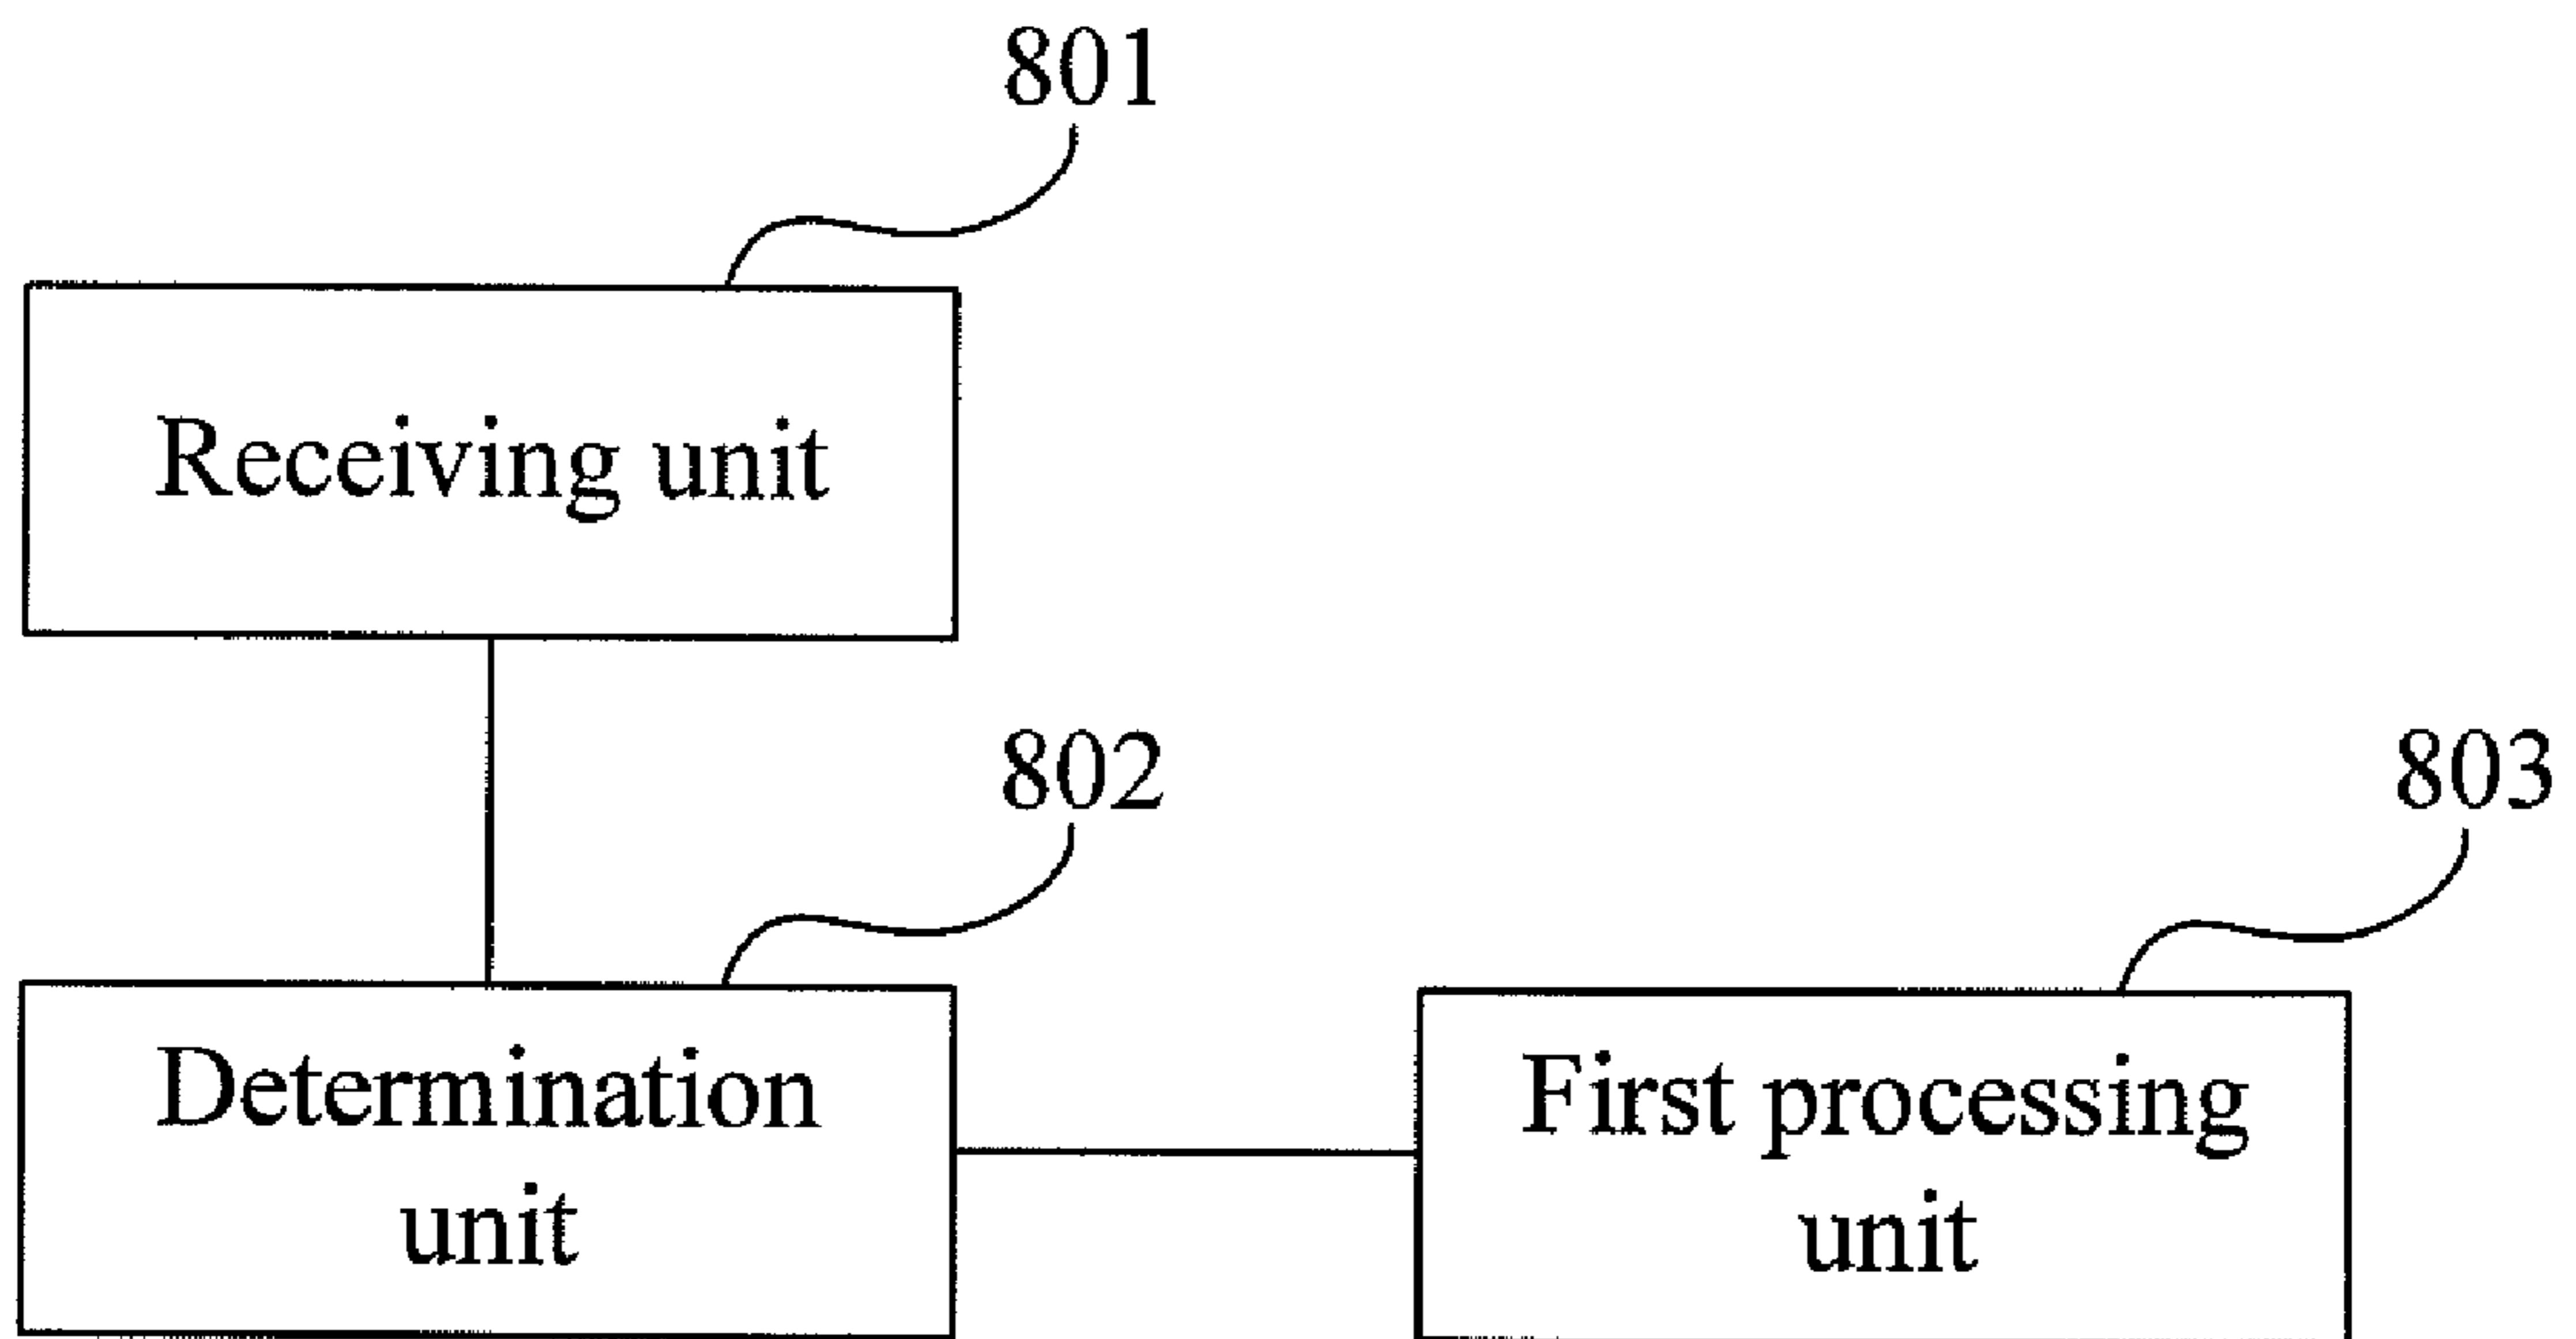 801
Receiving unit
802
803
Determination
unit
First processing
unit